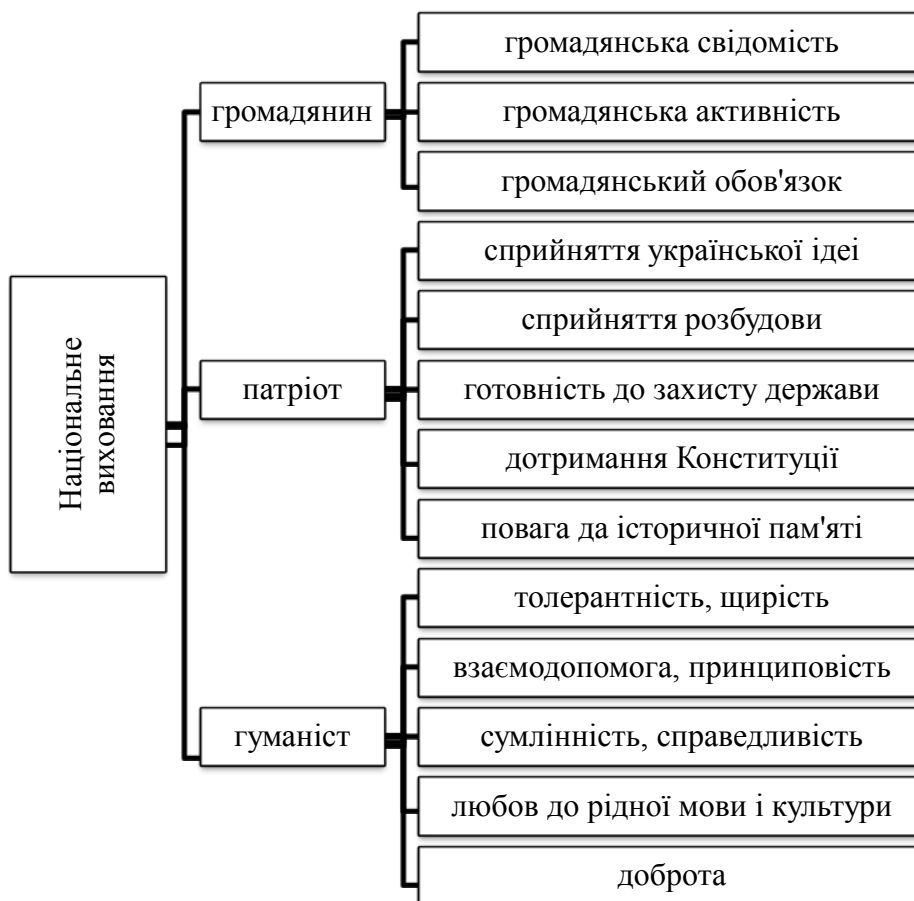 Національне
виховання
громадянин
громадянська свідомість
громадянська активність
громадянський обов'язок
патріот
сприйняття української ідеі
сприйняття розбудови
готовність до захисту держави
дотримання Конституції
повага да історичної пам'яті
гуманіст
толерантність, щирість
взаємодопомога, принциповість
сумлінність, справедливість
любов до рідної мови і культури
доброта